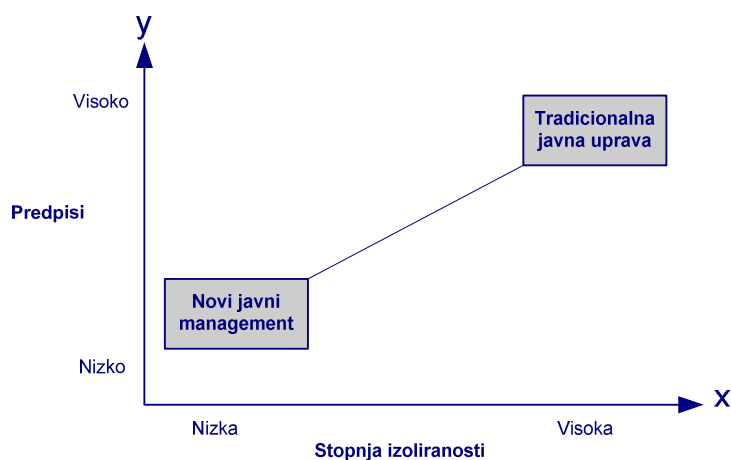 y
Visoko
Tradicionalna
javna uprava
Predpisi
Novi javni
management
Nizko
x
Nizka
Visoka
Stopnja izoliranosti